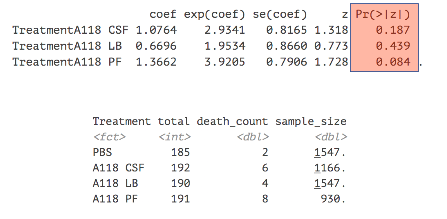 coef exp(coef) se(coef) z Pr(>|z|)
TreatmentA118 CSF 1.0764 2.9341 0.8165 1.318 0.187
TreatmentA118 LB 0.6696 1.9534 0.8660 0.773 0.439
TreatmentA118 PF 1.3662 3.9205 0.7906 1.728 0.084 .
Treatment total death_count sample_size
<fct> <int> <dbl> <dbl>
PBS 185 2 1547.
A118 CSF 192 6 1166.
A118 LB 190 4 1547.
A118 PF 191 8 930.